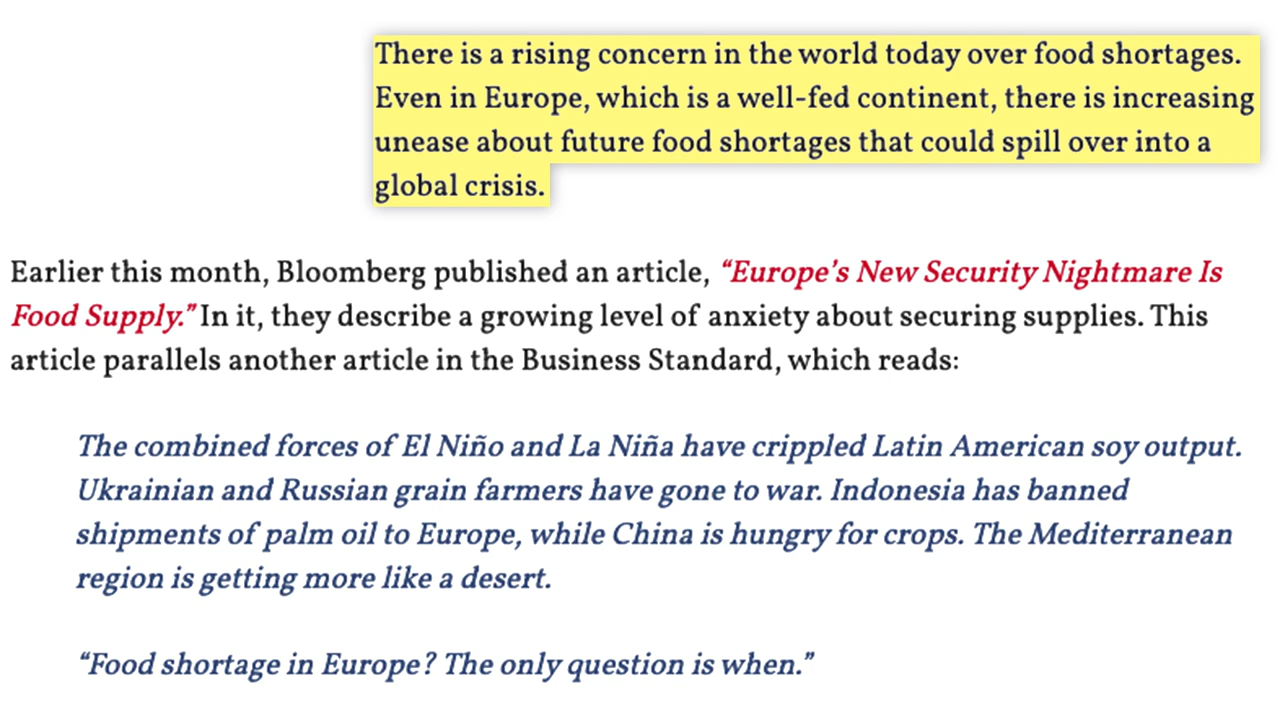 There is a rising concern in the world today over food shortages.
Even in Europe, which is a well-fed continent, there is increasing
unease about future food shortages that could spill over into a
global crisis.
Earlier this month, Bloomberg published an article, “Europe’s New Security Nightmare Is
Food Supply.” In it, they describe a growing level of anxiety about securing supplies. This
article parallels another article in the Business Standard, which reads:
The combined forces of El Niño and La Niña have crippled Latin American soy output.
Ukrainian and Russian grain farmers have gone to war. Indonesia has banned
shipments of palm oil to Europe, while China is hungry for crops. The Mediterranean
region is getting more like a desert.
“Food shortage in Europe? The only question is when.”